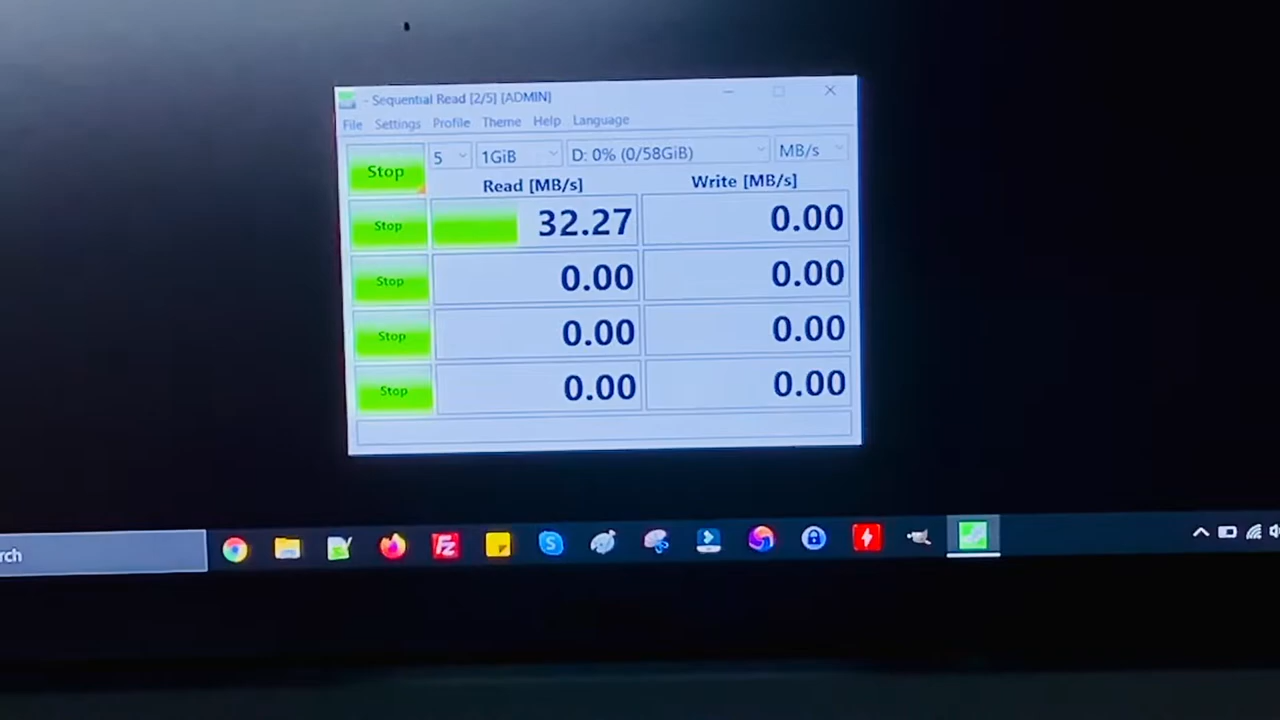 - Sequential Read [2/5] [ADMIN]
File Settings Profile Theme Help Language
Stop 5 1GiB D: 0% (0/58GiB) MB/s
Read [MB/s] Write [MB/s]
Stop 32.27 0.00
Stop 0.00 0.00
Stop 0.00 0.00
Stop 0.00 0.00
rch
Fz S